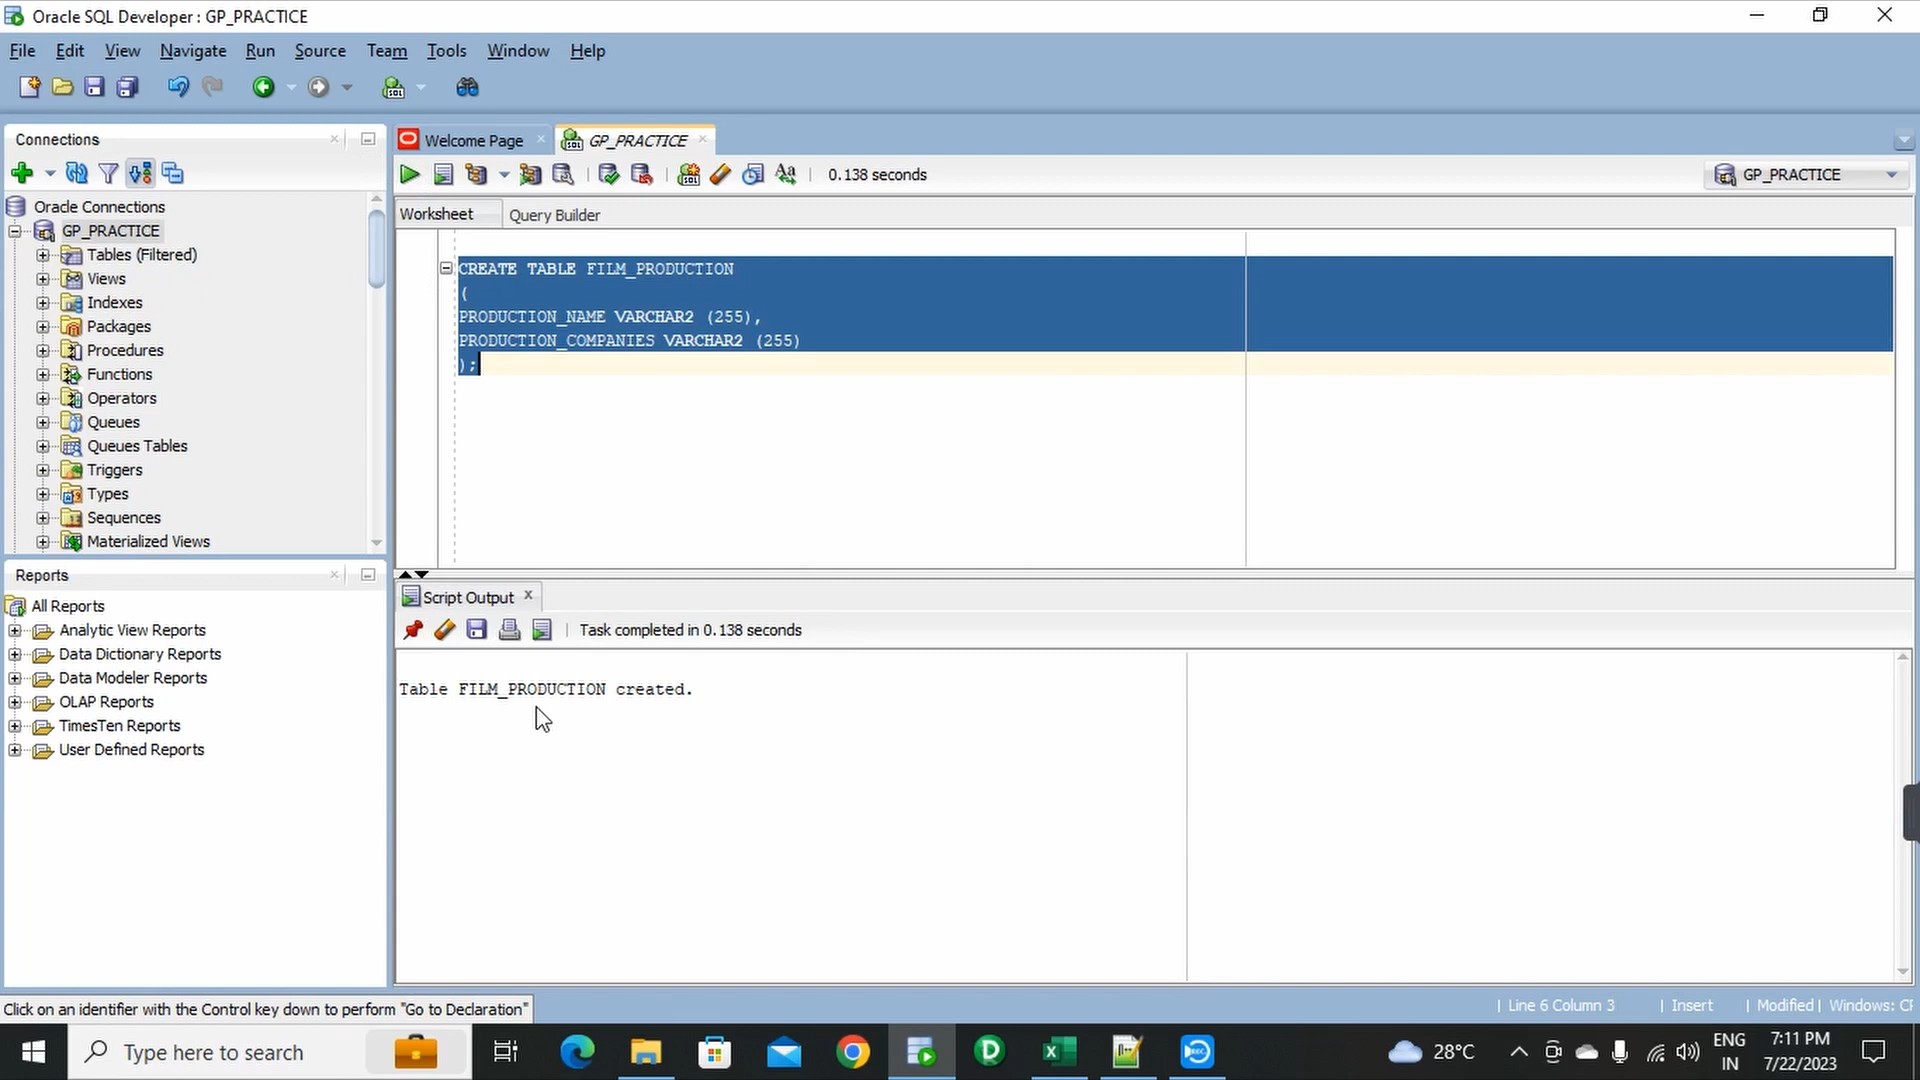 Oracle SQL Developer : GP_PRACTICE
File Edit View Navigate Run Source Team Tools Window Help
Connections
Oracle Connections
GP_PRACTICE
Tables (Filtered)
Views
Indexes
Packages
Procedures
Functions
Operators
Queues
Queues Tables
Triggers
Types
Sequences
Materialized Views
Reports
All Reports
Analytic View Reports
Data Dictionary Reports
Data Modeler Reports
OLAP Reports
TimesTen Reports
User Defined Reports
Welcome Page
GP_PRACTICE
0.138 seconds
GP_PRACTICE
Worksheet
Query Builder
CREATE TABLE FILM_PRODUCTION
(
PRODUCTION_NAME VARCHAR2 (255),
PRODUCTION_COMPANIES VARCHAR2 (255)
);
Script Output
Task completed in 0.138 seconds
Table FILM_PRODUCTION created.
Click on an identifier with the Control key down to perform "Go to Declaration"
| Line 6 Column 3 | Insert | Modified | Windows: CF
Type here to search
28°C
ENG
IN
7:11 PM
7/22/2023